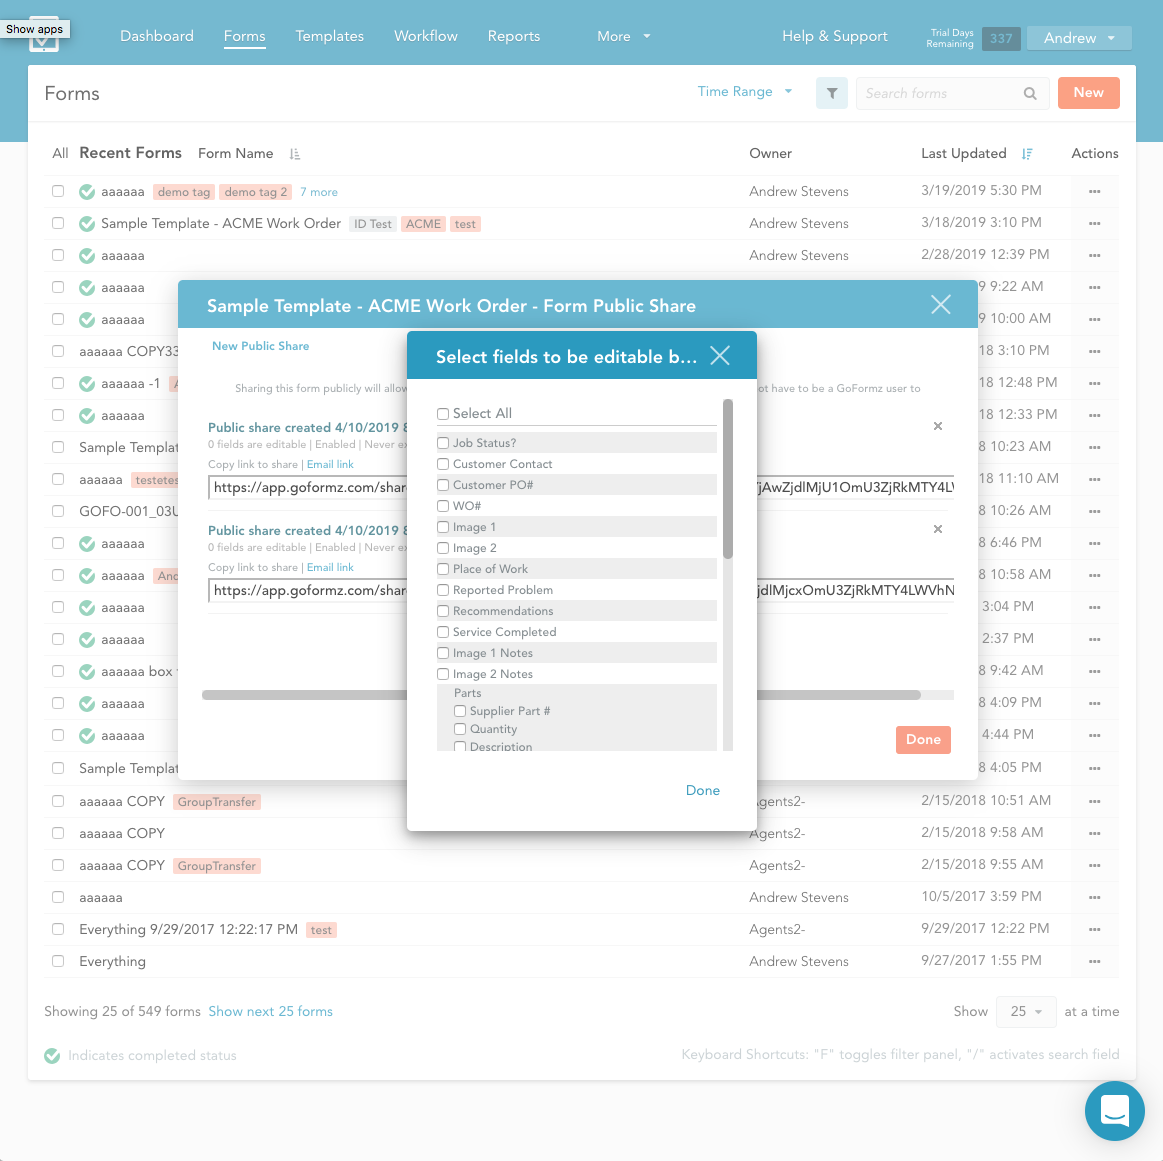 Show apps
Dashboard Forms Templates Workflow Reports More Help & Support Trial Days Remaining 337 Andrew
Forms Time Range Search forms New
All Recent Forms Form Name Owner Last Updated Actions
aaaaaa demo tag demo tag 2 7 more Andrew Stevens 3/19/2019 5:30 PM
Sample Template - ACME Work Order ID Test ACME test Andrew Stevens 3/18/2019 3:10 PM
aaaaaa Andrew Stevens 2/28/2019 12:39 PM
aaaaaa 9 9:22 AM
aaaaaa 9 10:00 AM
aaaaaa COPY33 18 3:10 PM
aaaaaa -1 A 18 12:48 PM
aaaaaa 18 12:33 PM
Sample Templat 18 10:23 AM
aaaaaa testetes 18 11:10 AM
GOFO-001_03U 18 10:26 AM
aaaaaa 8 6:46 PM
aaaaaa And 8 10:58 AM
aaaaaa 3:04 PM
aaaaaa 2:37 PM
aaaaaa box 8 9:42 AM
aaaaaa 8 4:09 PM
aaaaaa 4:44 PM
Sample Templat 8 4:05 PM
aaaaaa COPY GroupTransfer Agents2- 2/15/2018 10:51 AM
aaaaaa COPY Agents2- 2/15/2018 9:58 AM
aaaaaa COPY GroupTransfer Agents2- 2/15/2018 9:55 AM
aaaaaa Andrew Stevens 10/5/2017 3:59 PM
Everything 9/29/2017 12:22:17 PM test Agents2- 9/29/2017 12:22 PM
Everything Andrew Stevens 9/27/2017 1:55 PM
Showing 25 of 549 forms Show next 25 forms Show 25 at a time
Indicates completed status Keyboard Shortcuts: "F" toggles filter panel, "/" activates search field
Sample Template - ACME Work Order - Form Public Share
New Public Share
Sharing this form publicly will allow ot have to be a GoFormz user to
Public share created 4/10/2019 8
0 fields are editable | Enabled | Never ex
Copy link to share | Email link
https://app.goformz.com/share jAwZjdlMjU1OmU3ZjRkMTY4LV
Public share created 4/10/2019 8
0 fields are editable | Enabled | Never ex
Copy link to share | Email link
https://app.goformz.com/share jdlMjcxOmU3ZjRkMTY4LWVhN
Done
Select fields to be editable b...
Select All
Job Status?
Customer Contact
Customer PO#
WO#
Image 1
Image 2
Place of Work
Reported Problem
Recommendations
Service Completed
Image 1 Notes
Image 2 Notes
Parts
Supplier Part #
Quantity
Description
Done